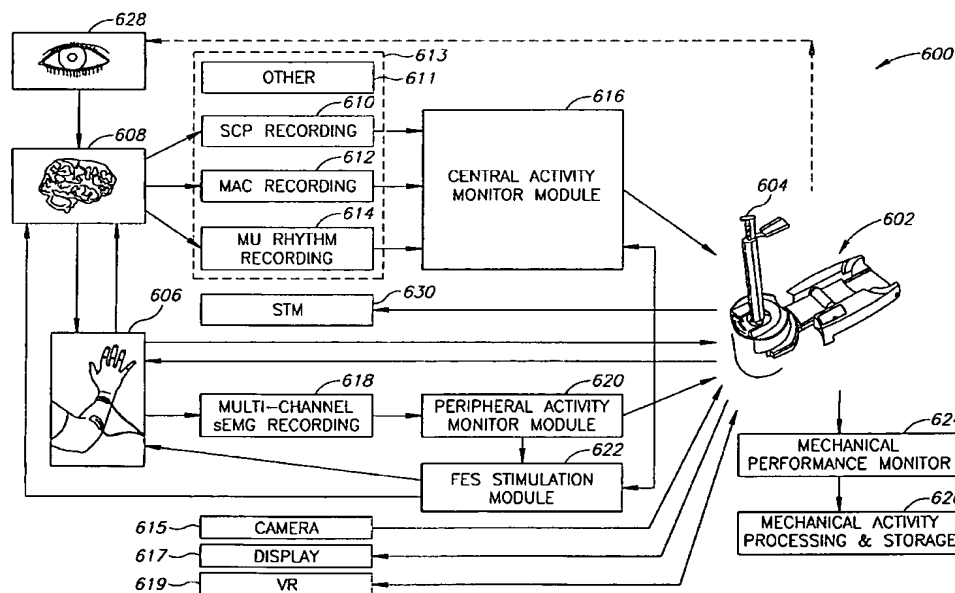 628
613
600
OTHER
611
608
610
616
SCP RECORDING
612
604
MAC RECORDING
CENTRAL ACTIVITY
MONITOR MODULE
602
614
MU RHYTHM
RECORDING
606
630
STM
618
620
MULTI-CHANNEL
sEMG RECORDING
PERIPHERAL ACTIVITY
MONITOR MODULE
624
622
MECHANICAL
PERFORMANCE MONITOR
FES STIMULATION
MODULE
626
615
CAMERA
MECHANICAL ACTIVITY
PROCESSING & STORAGE
617
DISPLAY
619
VR